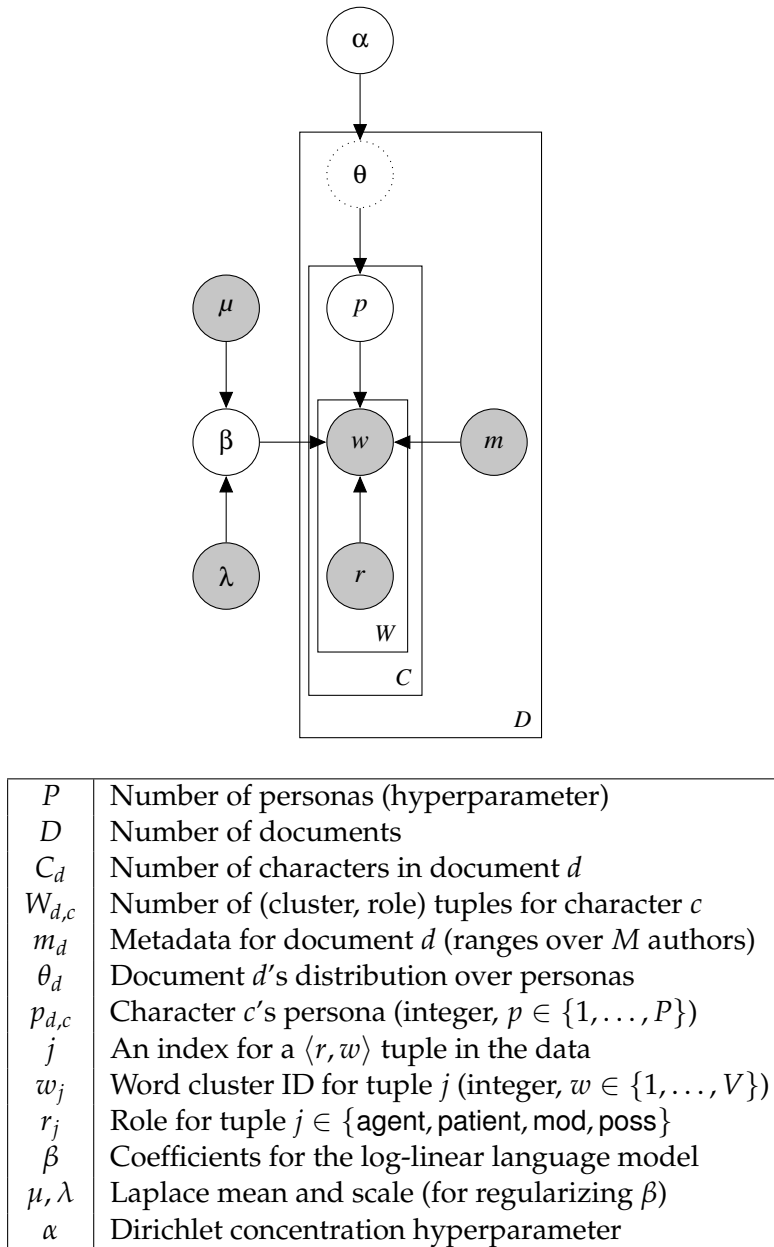 α
θ
μ
p
β
w
m
λ
r
W
C
D
P Number of personas (hyperparameter)
D Number of documents
C_d Number of characters in document d
W_{d,c} Number of (cluster, role) tuples for character c
m_d Metadata for document d (ranges over M authors)
θ_d Document d's distribution over personas
p_{d,c} Character c's persona (integer, p ∈ {1, . . . , P})
j An index for a ⟨r, w⟩ tuple in the data
w_j Word cluster ID for tuple j (integer, w ∈ {1, . . . , V})
r_j Role for tuple j ∈ {agent, patient, mod, poss}
β Coefficients for the log-linear language model
μ, λ Laplace mean and scale (for regularizing β)
α Dirichlet concentration hyperparameter